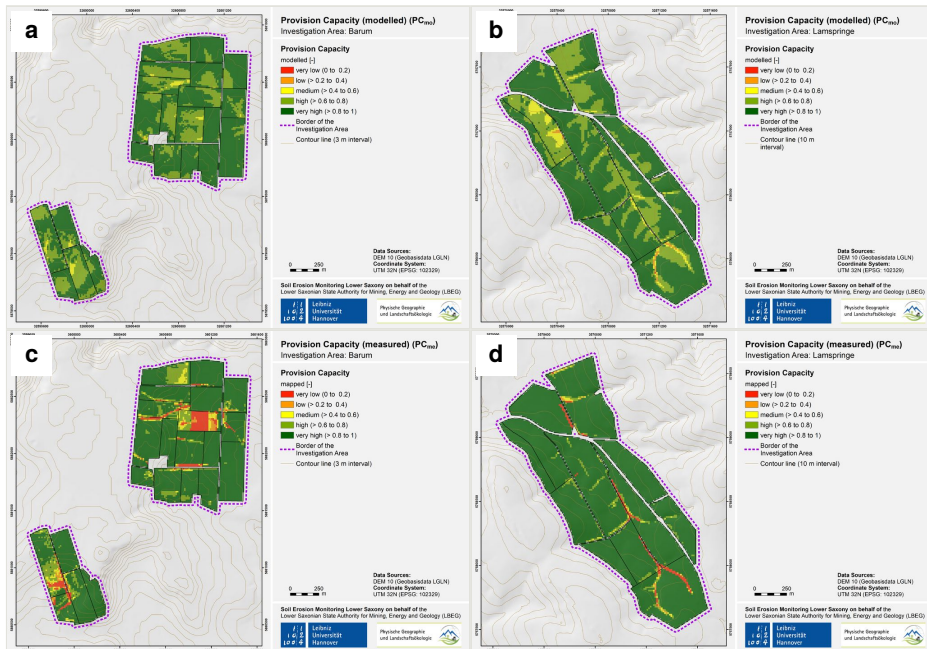 a
Provision Capacity (modelled) (PCmo)
Investigation Area: Barum
Provision Capacity
modelled [-]
very low (0 to 0.2)
low (> 0.2 to 0.4)
medium (> 0.4 to 0.6)
high (> 0.6 to 0.8)
very high (> 0.8 to 1)
Border of the
Investigation Area
Contour line (3 m interval)
0 250
m
Data Sources:
DEM 10 (Geobasisdata LGLN)
Coordinate System:
UTM 32N (EPSG: 102329)
Soil Erosion Monitoring Lower Saxony on behalf of the
Lower Saxonian State Authority for Mining, Energy and Geology (LBEG)
Leibniz
Universität
Hannover
Physische Geographie
und Landschaftsökologie
b
Provision Capacity (modelled) (PCmo)
Investigation Area: Lamspringe
Provision Capacity
modelled [-]
very low (0 to 0.2)
low (> 0.2 to 0.4)
medium (> 0.4 to 0.6)
high (> 0.6 to 0.8)
very high (> 0.8 to 1)
Border of the
Investigation Area
Contour line (10 m
interval)
0 250
m
Data Sources:
DEM 10 (Geobasisdata LGLN)
Coordinate System:
UTM 32N (EPSG: 102329)
Soil Erosion Monitoring Lower Saxony on behalf of the
Lower Saxonian State Authority for Mining, Energy and Geology (LBEG)
Leibniz
Universität
Hannover
Physische Geographie
und Landschaftsökologie
c
Provision Capacity (measured) (PCmo)
Investigation Area: Barum
Provision Capacity
mapped [-]
very low (0 to 0.2)
low (> 0.2 to 0.4)
medium (> 0.4 to 0.6)
high (> 0.6 to 0.8)
very high (> 0.8 to 1)
Border of the
Investigation Area
Contour line (3 m interval)
0 250
m
Data Sources:
DEM 10 (Geobasisdata LGLN)
Coordinate System:
UTM 32N (EPSG: 102329)
Soil Erosion Monitoring Lower Saxony on behalf of the
Lower Saxonian State Authority for Mining, Energy and Geology (LBEG)
Leibniz
Universität
Hannover
Physische Geographie
und Landschaftsökologie
d
Provision Capacity (measured) (PCmo)
Investigation Area: Lamspringe
Provision Capacity
mapped [-]
very low (0 to 0.2)
low (> 0.2 to 0.4)
medium (> 0.4 to 0.6)
high (> 0.6 to 0.8)
very high (> 0.8 to 1)
Border of the
Investigation Area
Contour line (10 m interval)
0 250
m
Data Sources:
DEM 10 (Geobasisdata LGLN)
Coordinate System:
UTM 32N (EPSG: 102329)
Soil Erosion Monitoring Lower Saxony on behalf of the
Lower Saxonian State Authority for Mining, Energy and Geology (LBEG)
Leibniz
Universität
Hannover
Physische Geographie
und Landschaftsökologie